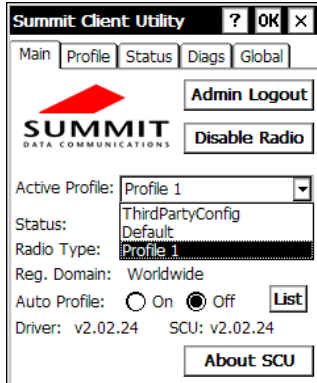 Summit Client Utility ? OK ×
Main Profile Status Diags Global
Admin Logout
SUMMIT
DATA COMMUNICATIONS
Disable Radio
Active Profile: Profile 1
ThirdPartyConfig
Status:
Default
Radio Type: Profile 1
Reg. Domain: Worldwide
Auto Profile: On Off List
Driver: v2.02.24 SCU: v2.02.24
About SCU